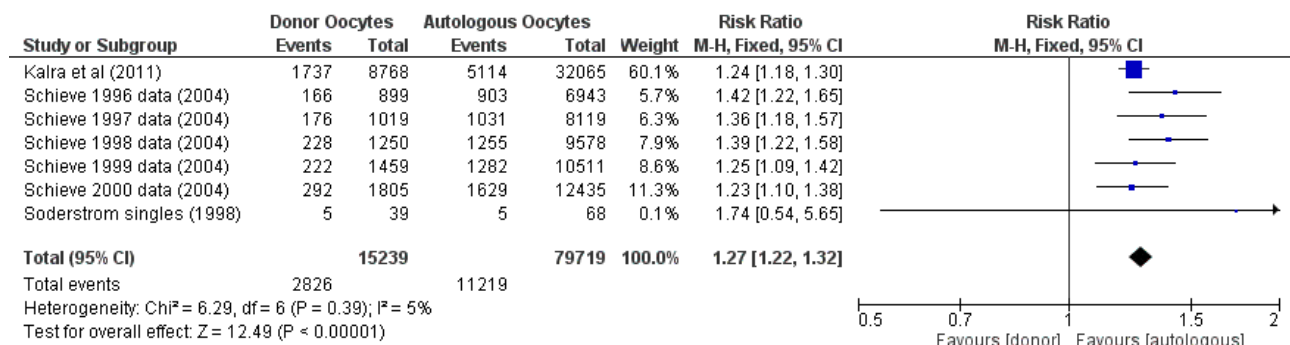 Donor Oocytes Autologous Oocytes Risk Ratio Risk Ratio
Study or Subgroup Events Total Events Total Weight M-H, Fixed, 95% CI M-H, Fixed, 95% CI
Kalra et al (2011) 1737 8768 5114 32065 60.1% 1.24 [1.18, 1.30]
Schieve 1996 data (2004) 166 899 903 6943 5.7% 1.42 [1.22, 1.65]
Schieve 1997 data (2004) 176 1019 1031 8119 6.3% 1.36 [1.18, 1.57]
Schieve 1998 data (2004) 228 1250 1255 9578 7.9% 1.39 [1.22, 1.58]
Schieve 1999 data (2004) 222 1459 1282 10511 8.6% 1.25 [1.09, 1.42]
Schieve 2000 data (2004) 292 1805 1629 12435 11.3% 1.23 [1.10, 1.38]
Soderstrom singles (1998) 5 39 5 68 0.1% 1.74 [0.54, 5.65]
Total (95% CI) 15239 79719 100.0% 1.27 [1.22, 1.32]
Total events 2826 11219
Heterogeneity: Chi² = 6.29, df = 6 (P = 0.39); I² = 5%
Test for overall effect: Z = 12.49 (P < 0.00001)
0.5 0.7 1 1.5 2
Favours [donor] Favours [autologous]